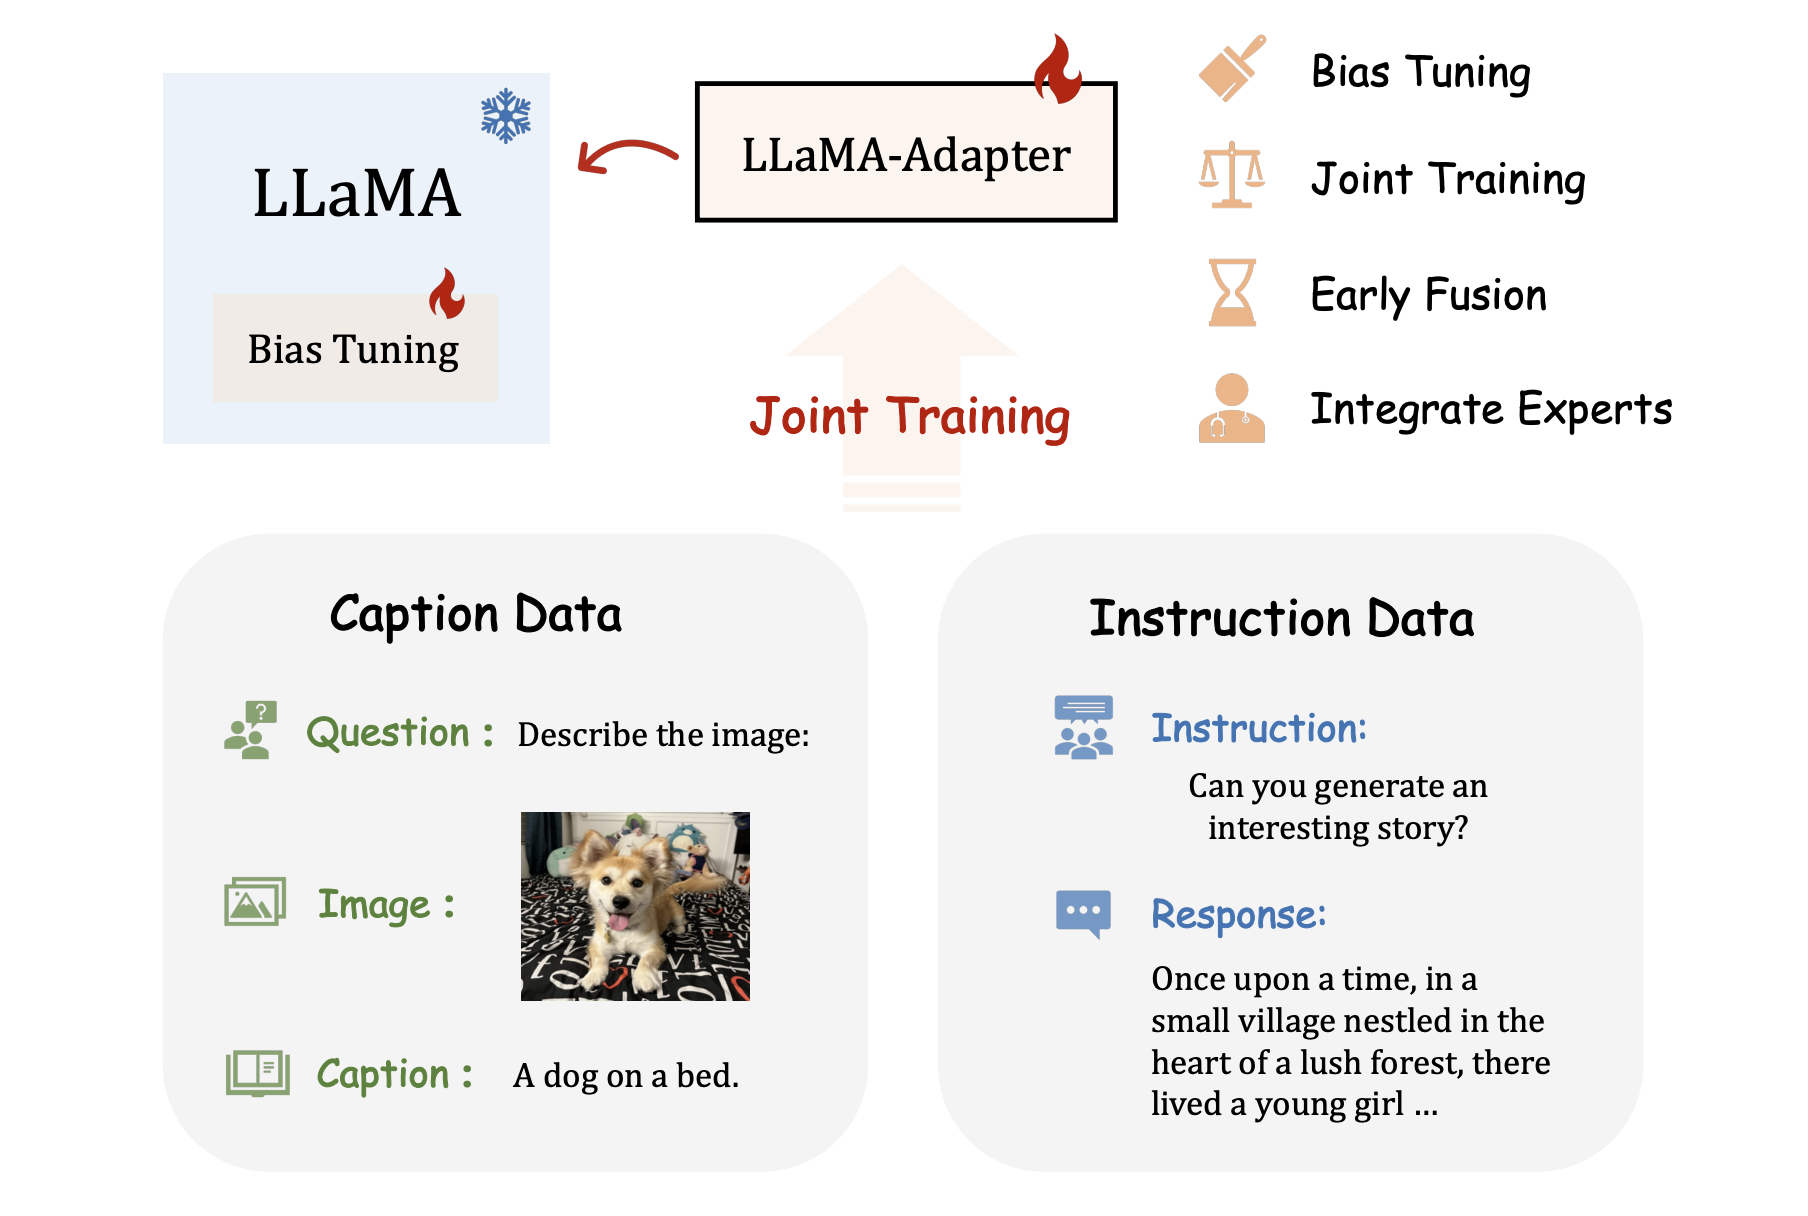 LLaMA
Bias Tuning
LLaMA-Adapter
Bias Tuning
Joint Training
Early Fusion
Integrate Experts
Joint Training
Caption Data
Question :
Describe the image:
Image :
Caption :
A dog on a bed.
Instruction Data
Instruction:
Can you generate an
interesting story?
Response:
Once upon a time, in a
small village nestled in the
heart of a lush forest, there
lived a young girl ...